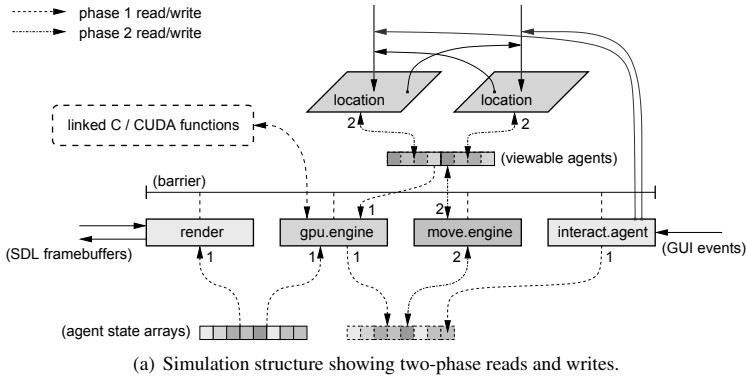 phase 1 read/write
phase 2 read/write
location
location
2
2
linked C / CUDA functions
(viewable agents)
(barrier)
1
2
render
gpu.engine
move.engine
interact.agent
(SDL framebuffers)
(GUI events)
1
1
1
2
1
(agent state arrays)
(a) Simulation structure showing two-phase reads and writes.